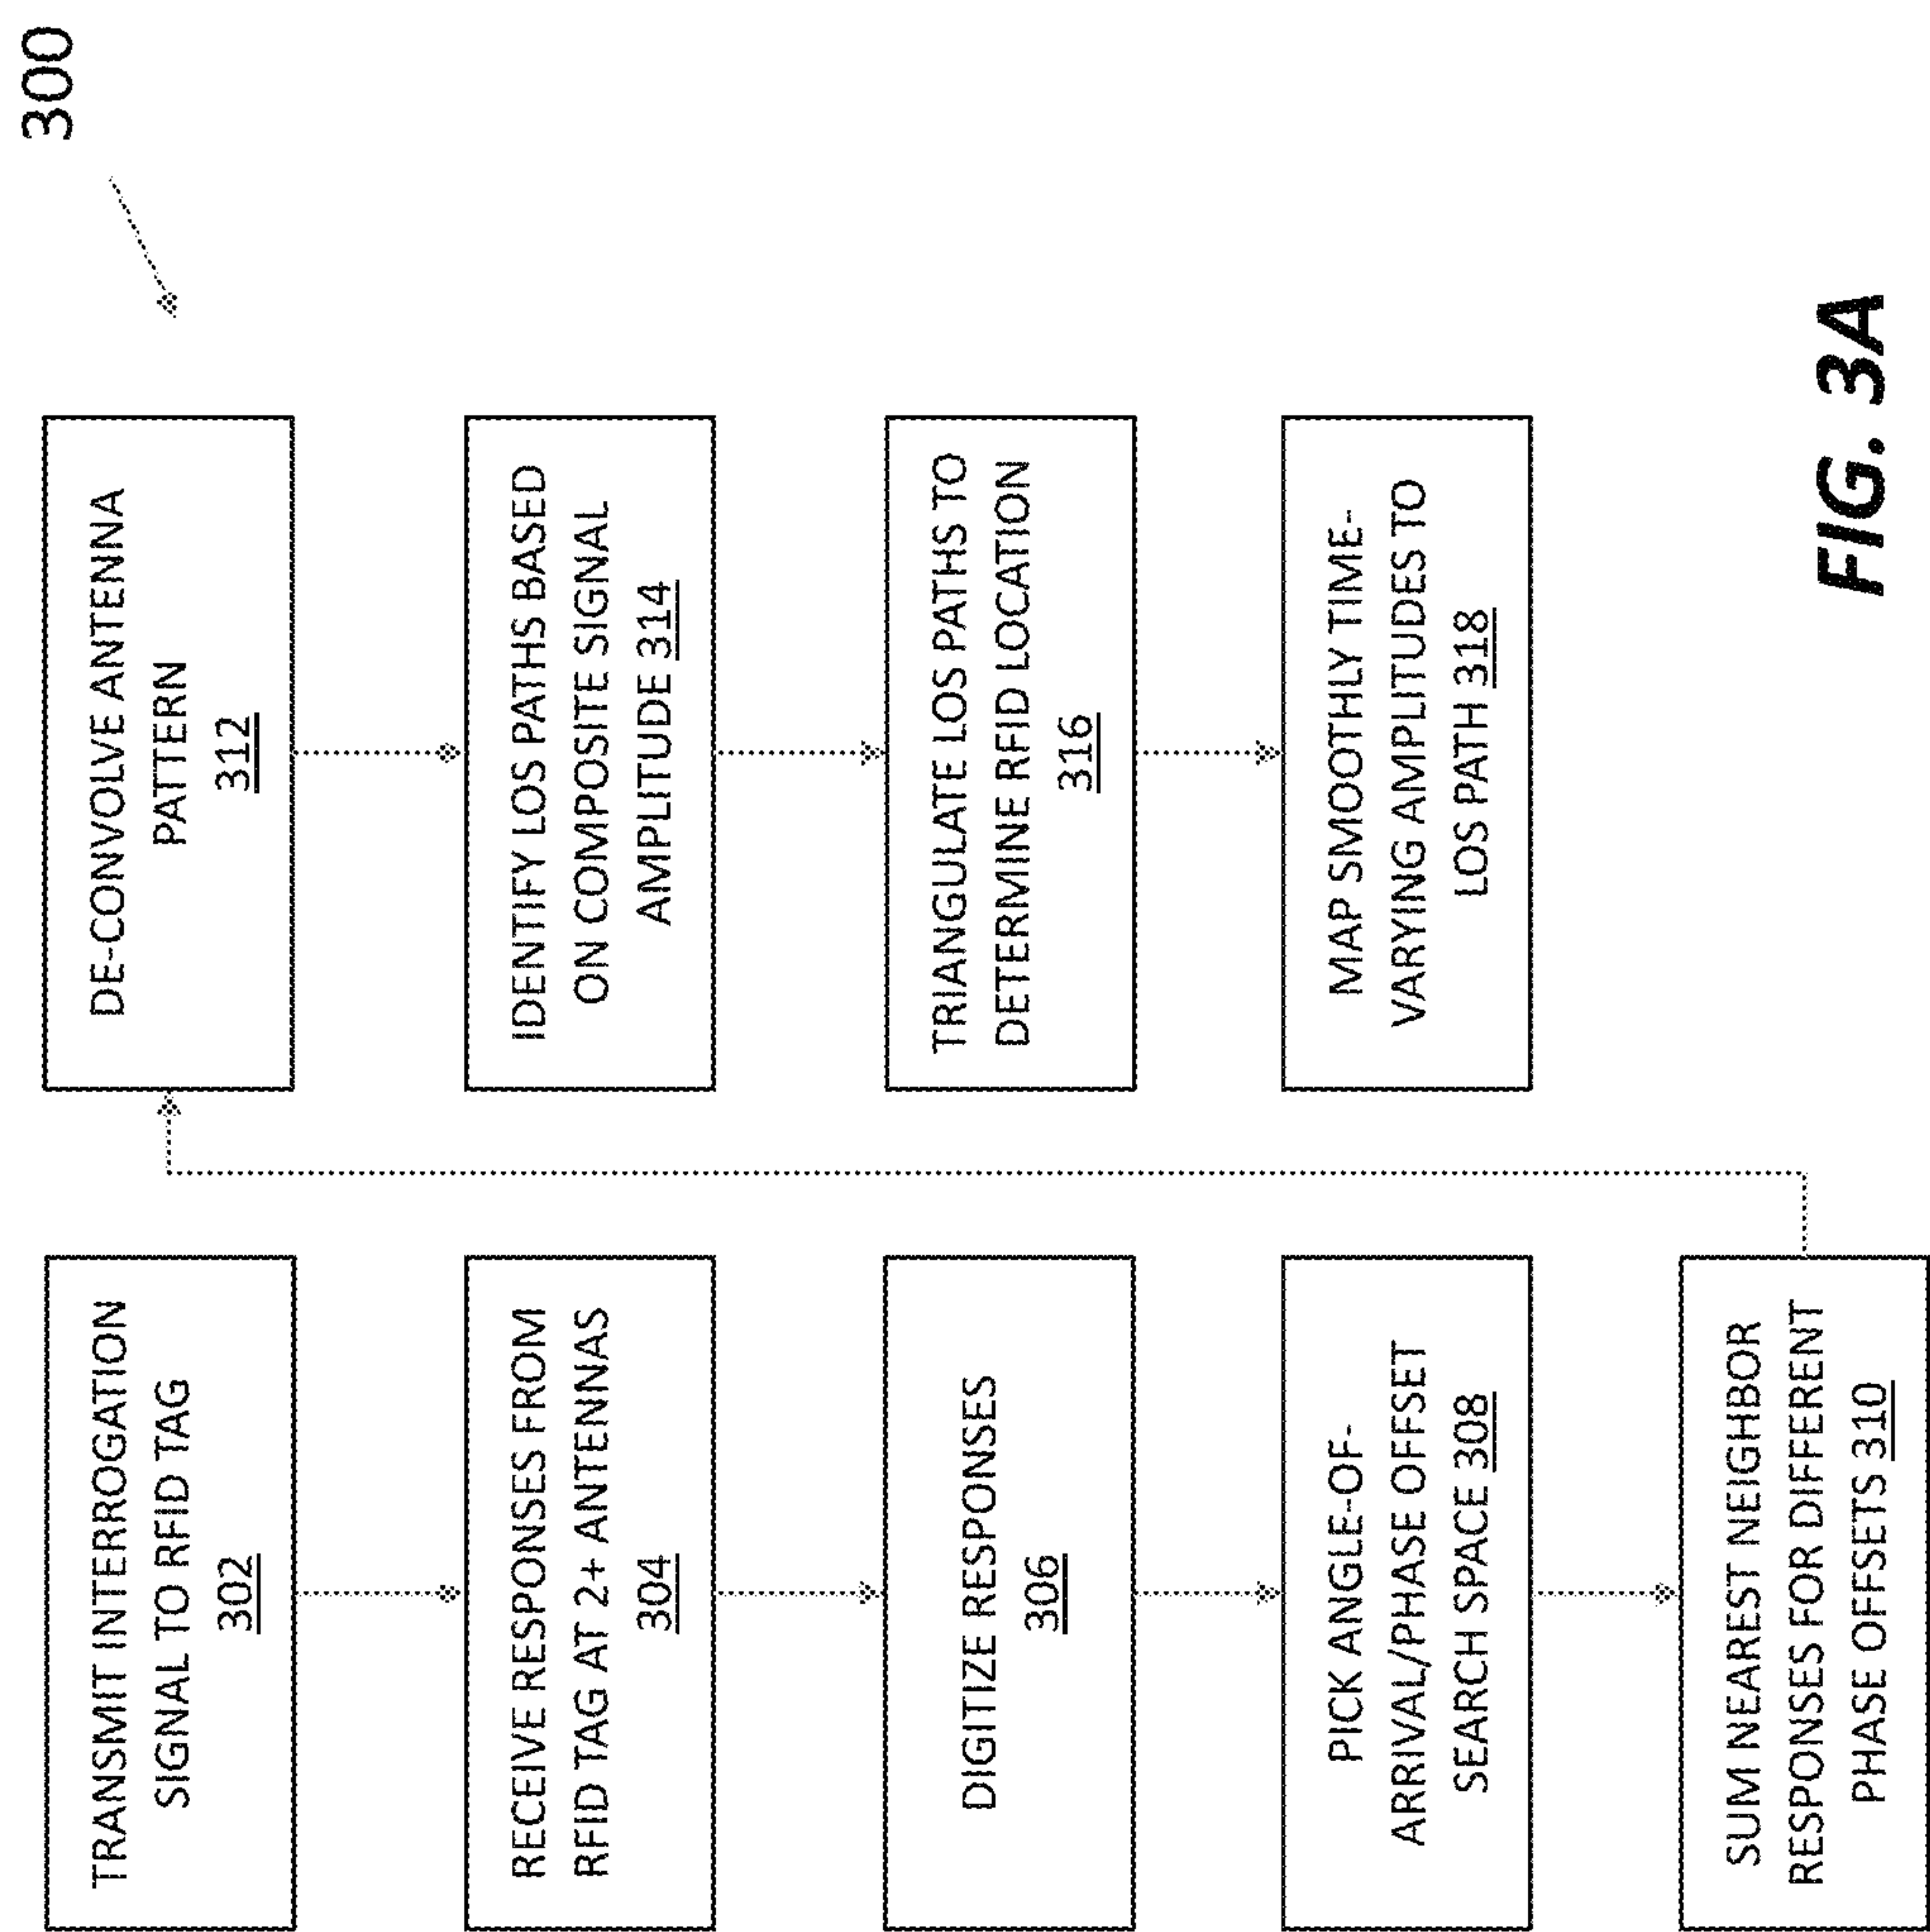 300
TRANSMIT INTERROGATION
SIGNAL TO RFID TAG
302
RECEIVE RESPONSES FROM
RFID TAG AT 2+ ANTENNAS
304
DIGITIZE RESPONSES
306
PICK ANGLE-OF-
ARRIVAL/PHASE OFFSET
SEARCH SPACE 308
SUM NEAREST NEIGHBOR
RESPONSES FOR DIFFERENT
PHASE OFFSETS 310
DE-CONVOLVE ANTENNA
PATTERN
312
IDENTIFY LOS PATHS BASED
ON COMPOSITE SIGNAL
AMPLITUDE 314
TRIANGULATE LOS PATHS TO
DETERMINE RFID LOCATION
316
MAP SMOOTHLY TIME-
VARYING AMPLITUDES TO
LOS PATH 318
FIG. 3A